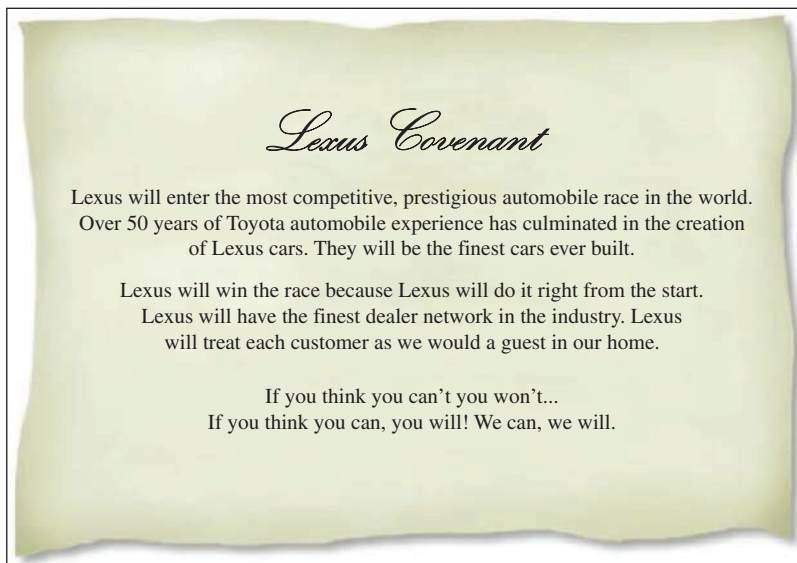 Lexus Covenant
Lexus will enter the most competitive, prestigious automobile race in the world.
Over 50 years of Toyota automobile experience has culminated in the creation
of Lexus cars. They will be the finest cars ever built.
Lexus will win the race because Lexus will do it right from the start.
Lexus will have the finest dealer network in the industry. Lexus
will treat each customer as we would a guest in our home.
If you think you can’t you won’t...
If you think you can, you will! We can, we will.